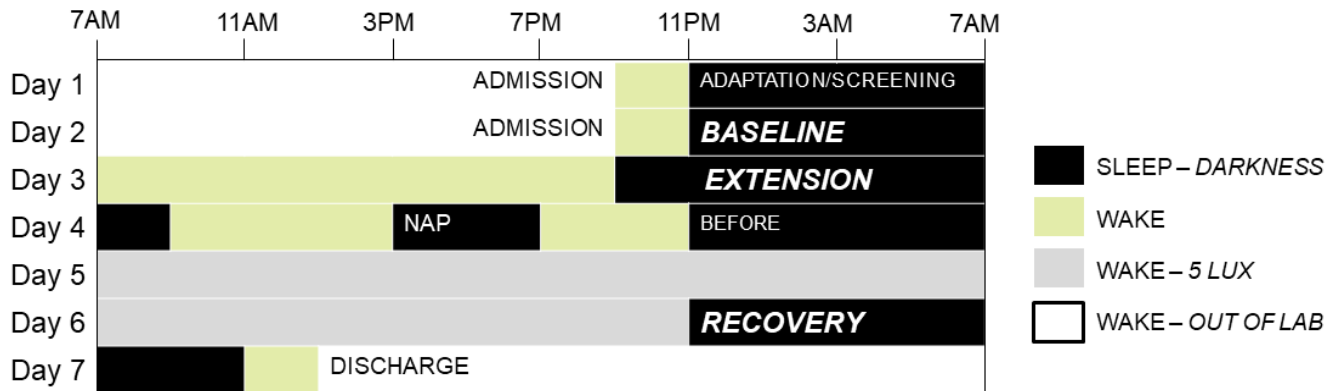 7AM 11AM 3PM 7PM 11PM 3AM 7AM
Day 1 ADMISSION ADAPTATION/SCREENING
Day 2 ADMISSION BASELINE
Day 3 EXTENSION
Day 4 NAP BEFORE
Day 5
Day 6 RECOVERY
Day 7 DISCHARGE
SLEEP – DARKNESS
WAKE
WAKE – 5 LUX
WAKE – OUT OF LAB